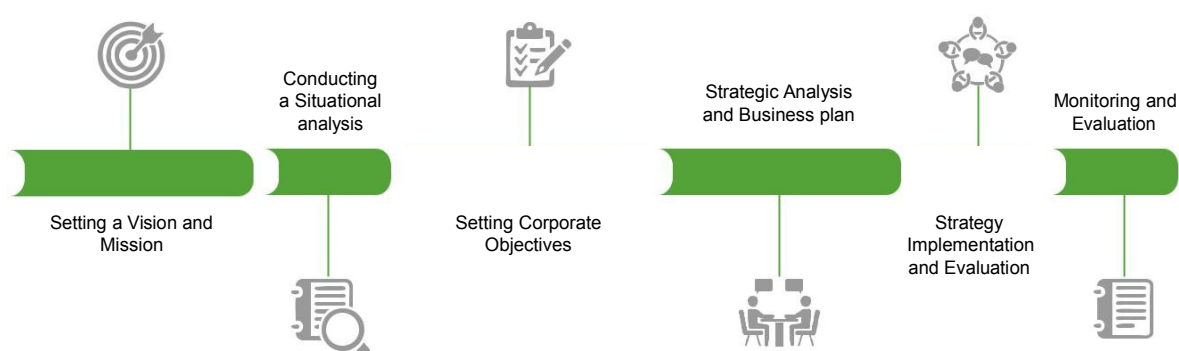 Setting a Vision and
Mission
Conducting
a Situational
analysis
Setting Corporate
Objectives
Strategic Analysis
and Business plan
Strategy
Implementation
and Evaluation
Monitoring and
Evaluation